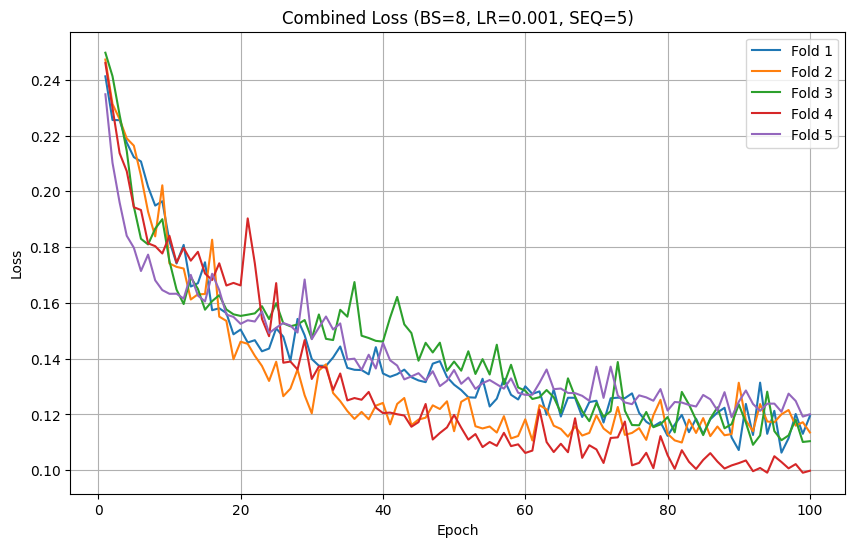 Combined Loss (BS=8, LR=0.001, SEQ=5)
Loss
0.24
0.22
0.20
0.18
0.16
0.14
0.12
0.10
Fold 1
Fold 2
Fold 3
Fold 4
Fold 5
0 20 40 60 80 100
Epoch